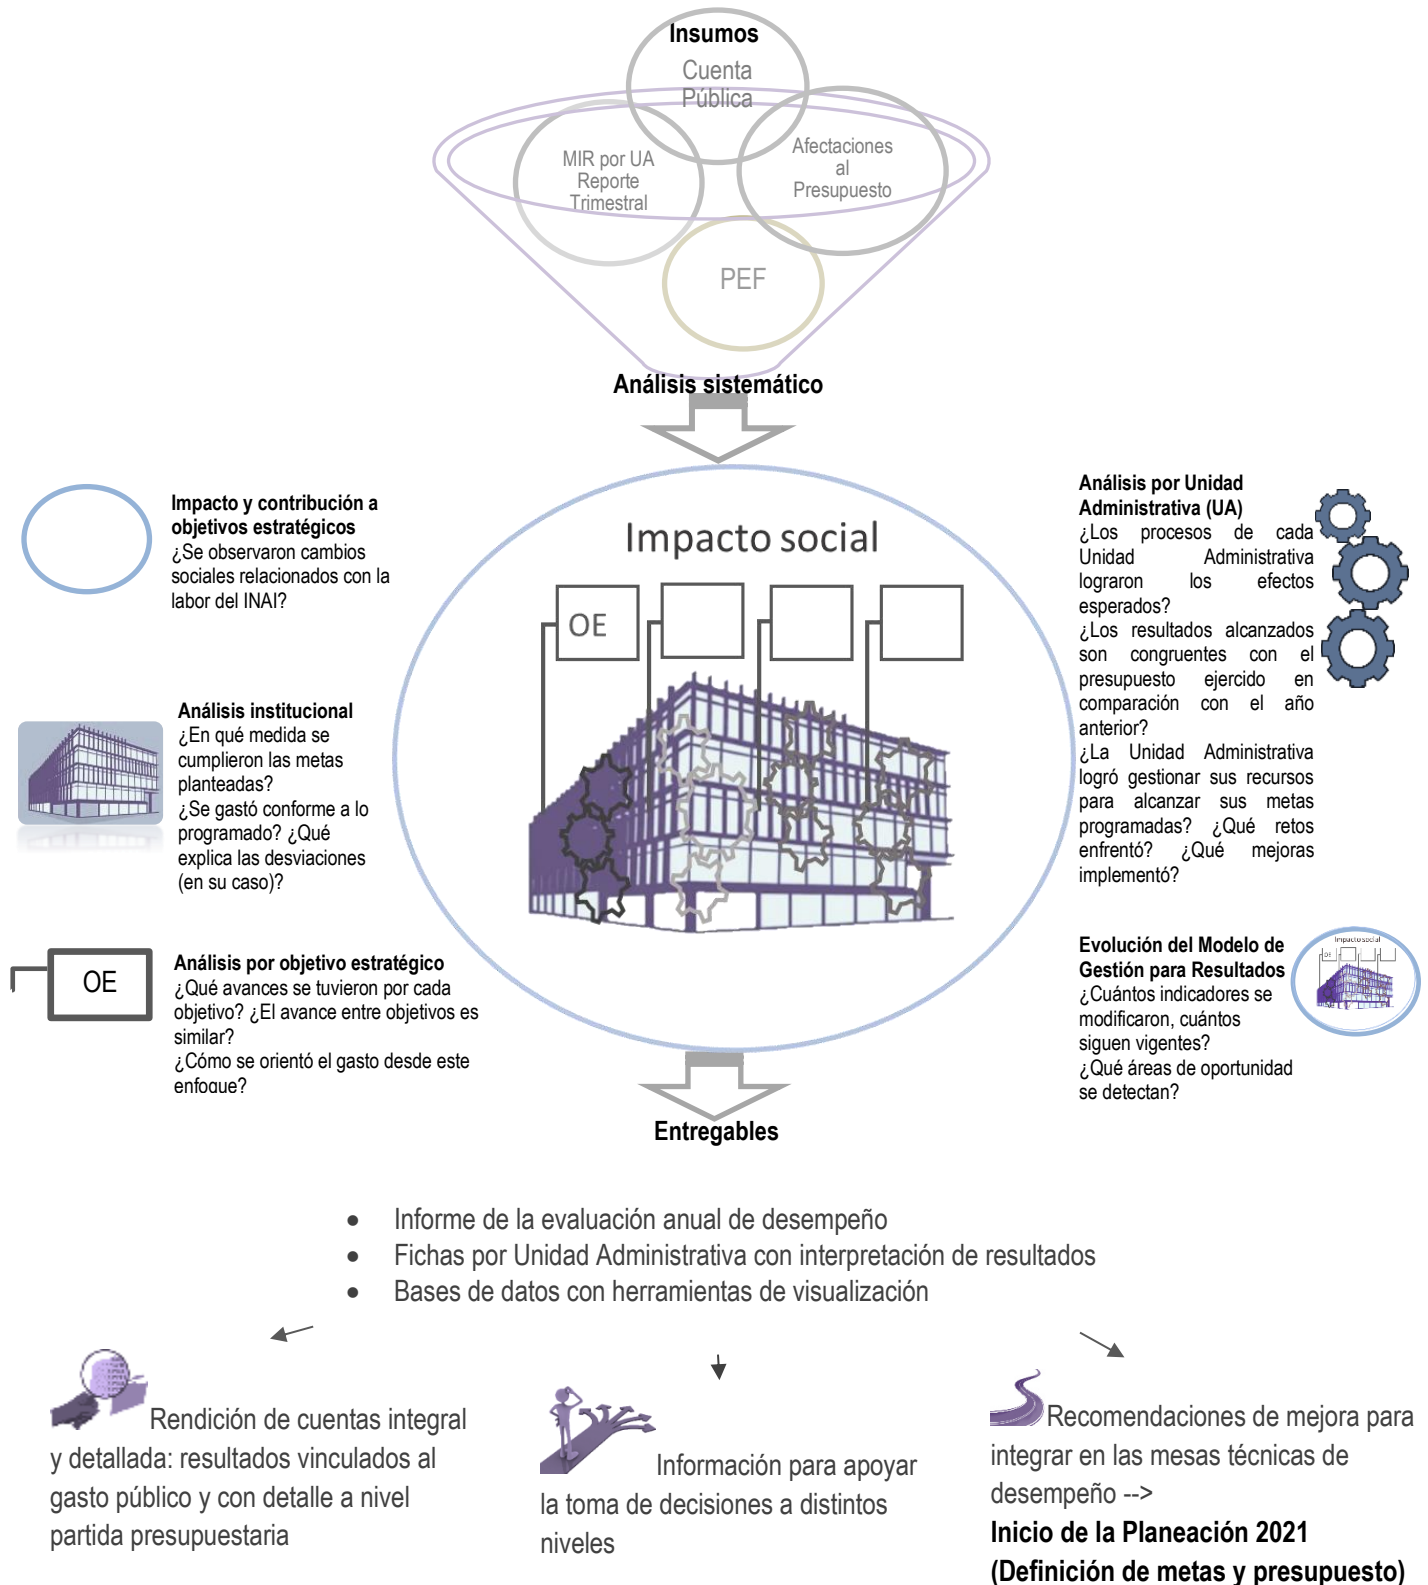 Insumos
Cuenta
Pública
MIR por UA
Reporte
Trimestral
Afectaciones
al
Presupuesto
PEF
Análisis sistemático
Impacto y contribución a
objetivos estratégicos
¿Se observaron cambios
sociales relacionados con la
labor del INAI?
Análisis institucional
¿En qué medida se
cumplieron las metas
planteadas?
¿Se gastó conforme a lo
programado? ¿Qué
explica las desviaciones
(en su caso)?
OE
Análisis por objetivo estratégico
¿Qué avances se tuvieron por cada
objetivo? ¿El avance entre objetivos es
similar?
¿Cómo se orientó el gasto desde este
enfoque?
Impacto social
OE
Análisis por Unidad
Administrativa (UA)
¿Los procesos de cada
Unidad Administrativa
lograron los efectos
esperados?
¿Los resultados alcanzados
son congruentes con el
presupuesto ejercido en
comparación con el año
anterior?
¿La Unidad Administrativa
logró gestionar sus recursos
para alcanzar sus metas
programadas? ¿Qué retos
enfrentó? ¿Qué mejoras
implementó?
Evolución del Modelo de
Gestión para Resultados
¿Cuántos indicadores se
modificaron, cuántos
siguen vigentes?
¿Qué áreas de oportunidad
se detectan?
Impacto social
OE
Entregables
• Informe de la evaluación anual de desempeño
• Fichas por Unidad Administrativa con interpretación de resultados
• Bases de datos con herramientas de visualización
Rendición de cuentas integral
y detallada: resultados vinculados al
gasto público y con detalle a nivel
partida presupuestaria
Información para apoyar
la toma de decisiones a distintos
niveles
Recomendaciones de mejora para
integrar en las mesas técnicas de
desempeño -->
Inicio de la Planeación 2021
(Definición de metas y presupuesto)